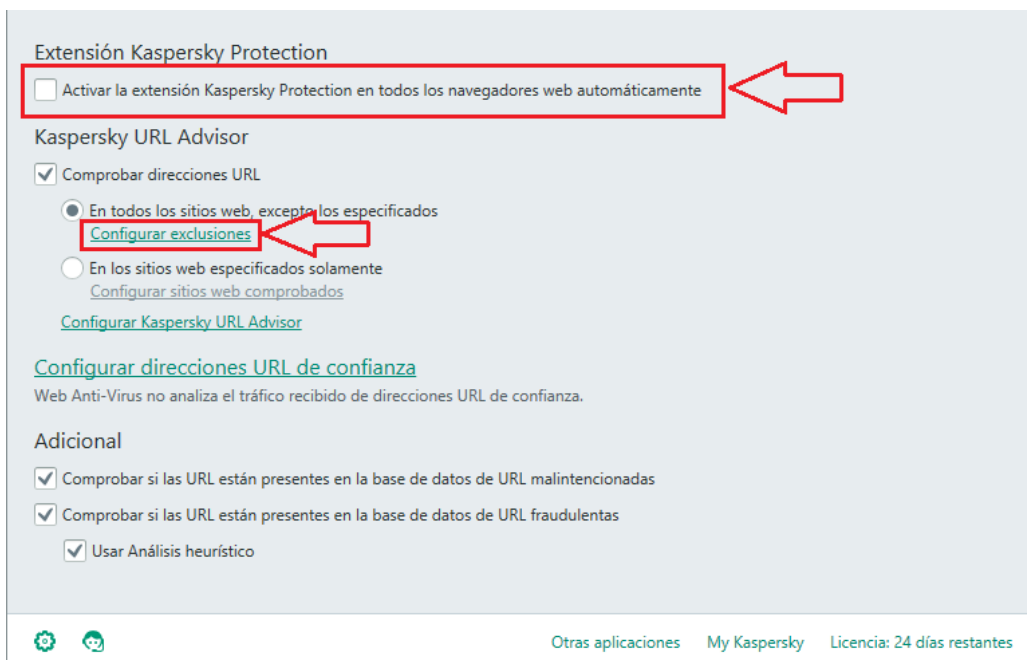 Extensión Kaspersky Protection
Activar la extensión Kaspersky Protection en todos los navegadores web automáticamente
Kaspersky URL Advisor
Comprobar direcciones URL
En todos los sitios web, excepto los especificados
Configurar exclusiones
En los sitios web especificados solamente
Configurar sitios web comprobados
Configurar Kaspersky URL Advisor
Configurar direcciones URL de confianza
Web Anti-Virus no analiza el tráfico recibido de direcciones URL de confianza.
Adicional
Comprobar si las URL están presentes en la base de datos de URL malintencionadas
Comprobar si las URL están presentes en la base de datos de URL fraudulentas
Usar Análisis heurístico
Otras aplicaciones My Kaspersky Licencia: 24 días restantes